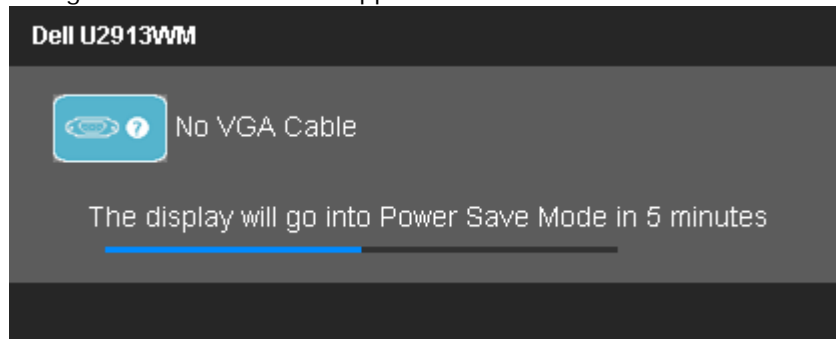 Dell U2913WM
? No VGA Cable
The display will go into Power Save Mode in 5 minutes